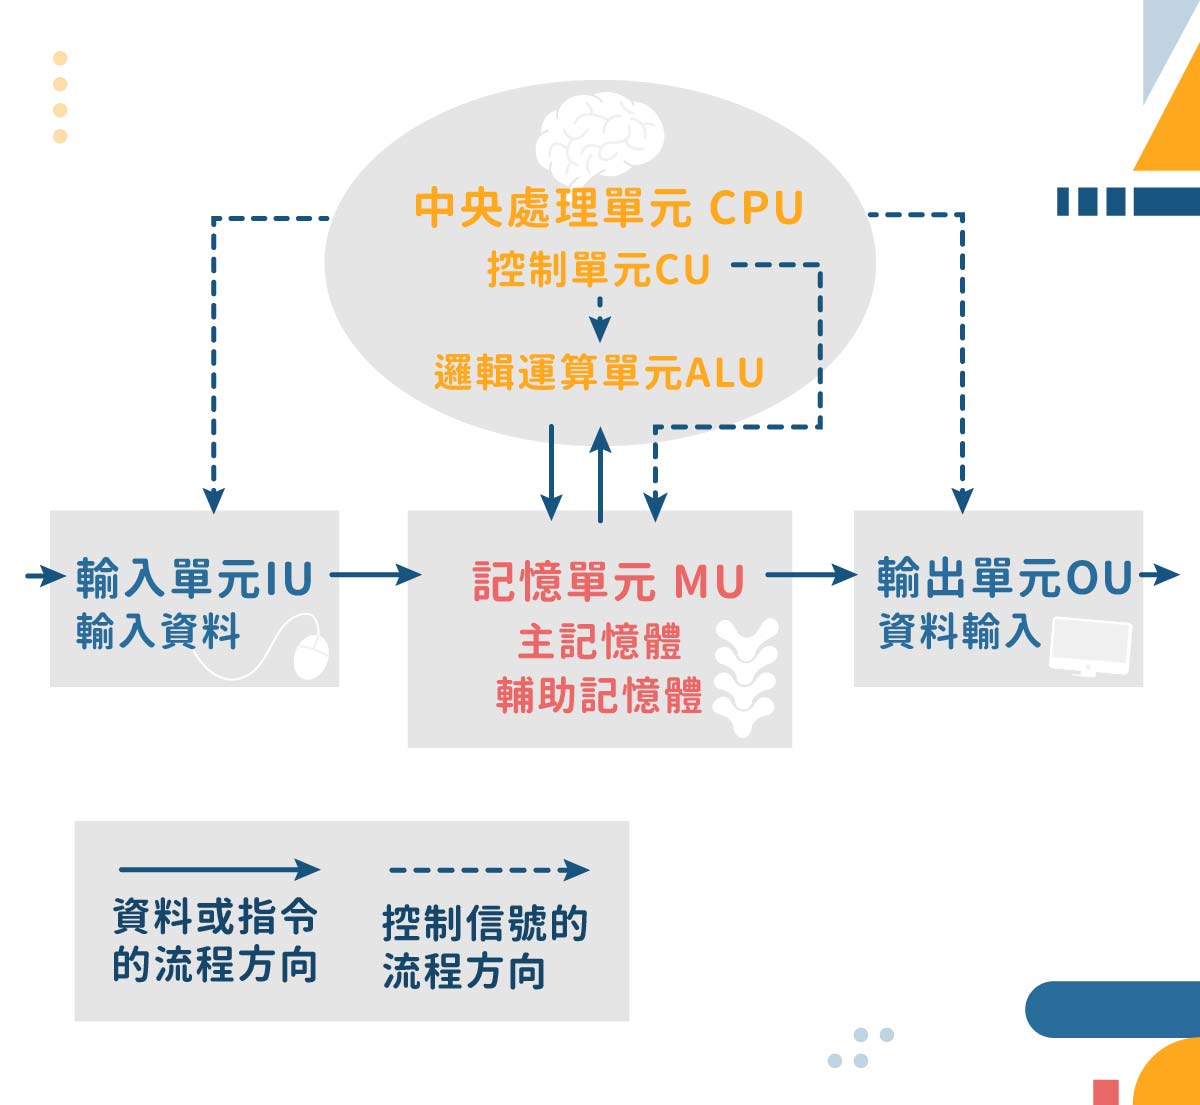 中央處理單元 CPU
控制單元CU
邏輯運算單元ALU
輸入單元IU
輸入資料
記憶單元 MU
主記憶體
輔助記憶體
輸出單元OU
資料輸入
資料或指令
的流程方向
控制信號的
流程方向